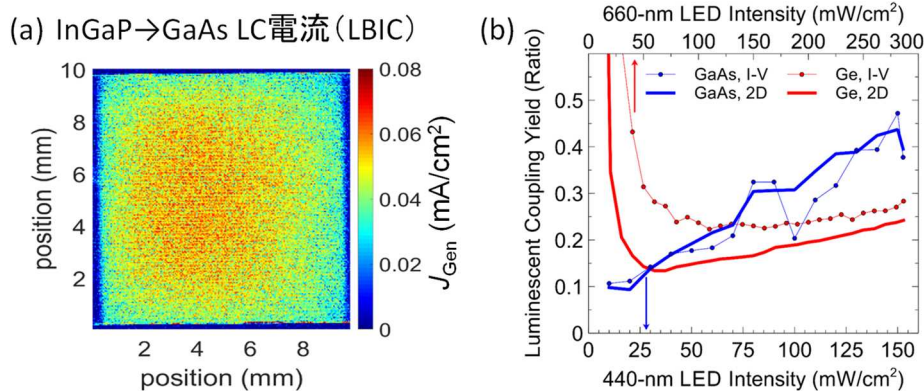 (a) InGaP→GaAs LC電流（LBIC）
10
8
6
4
2
position (mm)
2 4 6 8
position (mm)
0.08
0.06
0.04
0.02
0
J_Gen (mA/cm²)
(b)
660-nm LED Intensity (mW/cm²)
0 50 100 150 200 250 300
GaAs, I-V
Ge, I-V
GaAs, 2D
Ge, 2D
0.5
0.4
0.3
0.2
0.1
0
Luminescent Coupling Yield (Ratio)
0 25 50 75 100 125 150
440-nm LED Intensity (mW/cm²)